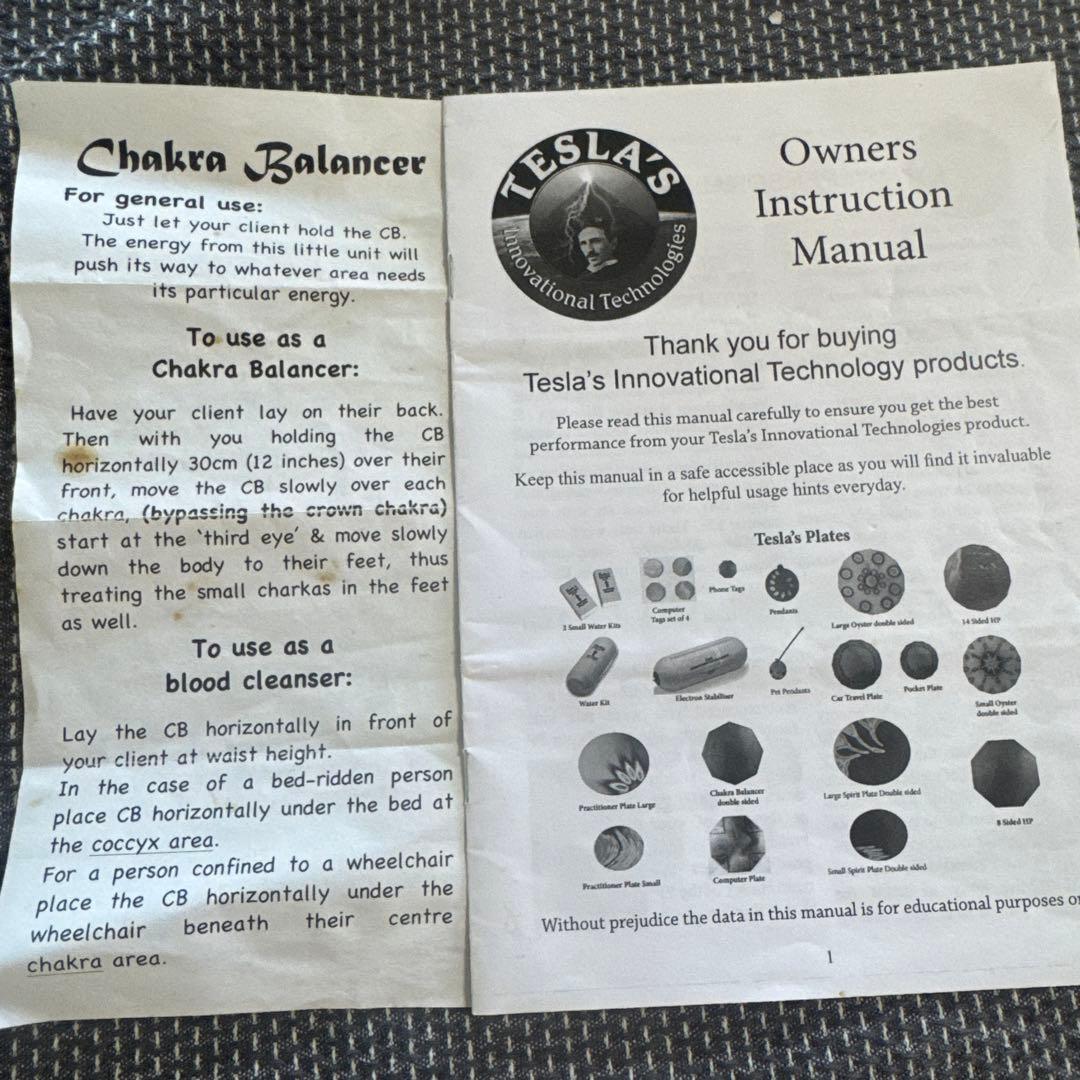 Chakra Balancer
For general use:
Just let your client hold the CB.
The energy from this little unit will
push its way to whatever area needs
its particular energy.
To use as a
Chakra Balancer:
Have your client lay on their back.
Then with you holding the CB
horizontally 30cm (12 inches) over their
front, move the CB slowly over each
chakra, (bypassing the crown chakra)
start at the ‘third eye’ & move slowly
down the body to their feet, thus
treating the small charkas in the feet
as well.
To use as a
blood cleanser:
Lay the CB horizontally in front of
your client at waist height.
In the case of a bed-ridden person
place CB horizontally under the bed at
the coccyx area.
For a person confined to a wheelchair
place the CB horizontally under the
wheelchair beneath their centre
chakra area.
TESLA'S
Innovational Technologies
Owners
Instruction
Manual
Thank you for buying
Tesla's Innovational Technology products.
Please read this manual carefully to ensure you get the best
performance from your Tesla's Innovational Technologies product.
Keep this manual in a safe accessible place as you will find it invaluable
for helpful usage hints everyday.
Tesla's Plates
2 Small Water Kits
Computer
Tags set of 4
Phone Tags
Pendants
Large Oyster double sided
14 Sided HP
Water Kit
Electron Stabiliser
Pet Pendants
Car Travel Plate
Pocket Plate
Small Oyster
double sided
Practitioner Plate Large
Chakra Balancer
double sided
Large Spirit Plate Double sided
8 Sided HP
Practitioner Plate Small
Computer Plate
Small Spirit Plate Double sided
Without prejudice the data in this manual is for educational purposes
1